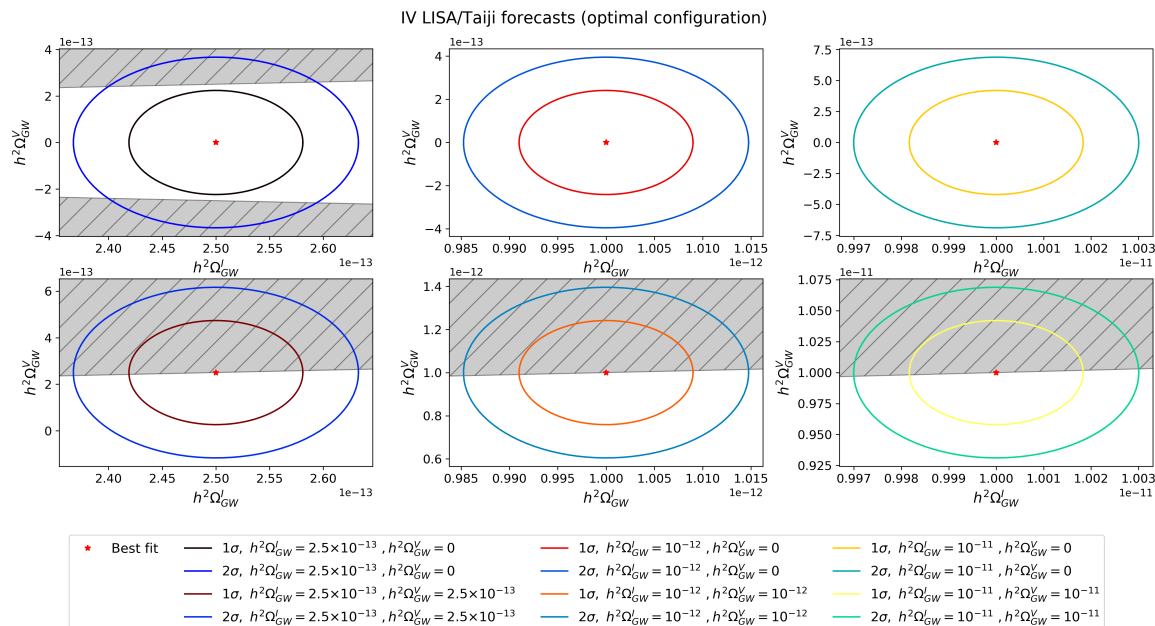 IV LISA/Taiji forecasts (optimal configuration)
1e−13
4
2
0
−2
−4
h²Ω^V_GW
2.40 2.45 2.50 2.55 2.60
1e−13
h²Ω^I_GW
1e−13
4
2
0
−2
−4
h²Ω^V_GW
0.985 0.990 0.995 1.000 1.005 1.010 1.015
1e−12
h²Ω^I_GW
1e−13
7.5
5.0
2.5
0.0
−2.5
−5.0
−7.5
h²Ω^V_GW
0.997 0.998 0.999 1.000 1.001 1.002 1.003
1e−11
h²Ω^I_GW
1e−13
6
4
2
0
h²Ω^V_GW
2.40 2.45 2.50 2.55 2.60
1e−13
h²Ω^I_GW
1e−12
1.4
1.2
1.0
0.8
0.6
h²Ω^V_GW
0.985 0.990 0.995 1.000 1.005 1.010 1.015
1e−12
h²Ω^I_GW
1e−11
1.075
1.050
1.025
1.000
0.975
0.950
0.925
h²Ω^V_GW
0.997 0.998 0.999 1.000 1.001 1.002 1.003
1e−11
h²Ω^I_GW
Best fit
1σ, h²Ω^I_GW = 2.5×10⁻¹³ , h²Ω^V_GW = 0
2σ, h²Ω^I_GW = 2.5×10⁻¹³ , h²Ω^V_GW = 0
1σ, h²Ω^I_GW = 2.5×10⁻¹³ , h²Ω^V_GW = 2.5×10⁻¹³
2σ, h²Ω^I_GW = 2.5×10⁻¹³ , h²Ω^V_GW = 2.5×10⁻¹³
1σ, h²Ω^I_GW = 10⁻¹² , h²Ω^V_GW = 0
2σ, h²Ω^I_GW = 10⁻¹² , h²Ω^V_GW = 0
1σ, h²Ω^I_GW = 10⁻¹² , h²Ω^V_GW = 10⁻¹²
2σ, h²Ω^I_GW = 10⁻¹² , h²Ω^V_GW = 10⁻¹²
1σ, h²Ω^I_GW = 10⁻¹¹ , h²Ω^V_GW = 0
2σ, h²Ω^I_GW = 10⁻¹¹ , h²Ω^V_GW = 0
1σ, h²Ω^I_GW = 10⁻¹¹ , h²Ω^V_GW = 10⁻¹¹
2σ, h²Ω^I_GW = 10⁻¹¹ , h²Ω^V_GW = 10⁻¹¹